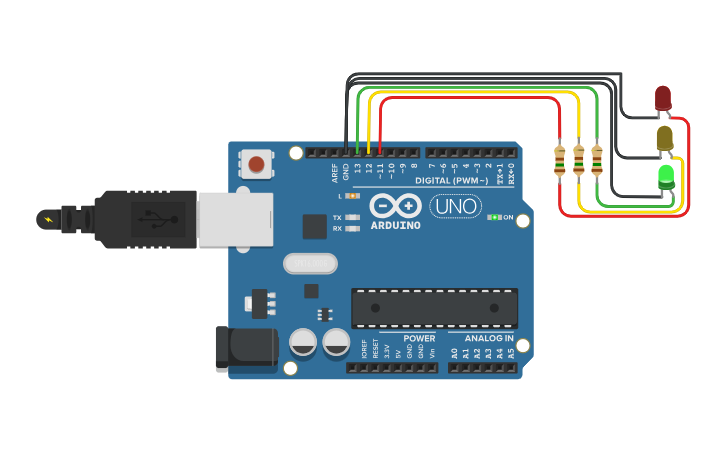 AREF
GND
13
12
~11
~10
~9
8
7
~6
~5
4
~3
2
TX→1
RX←0
DIGITAL (PWM~)
L
TX
RX
ARDUINO
UNO
ON
POWER
ANALOG IN
IOREF
RESET
3.3V
5V
GND
GND
Vin
A0
A1
A2
A3
A4
A5